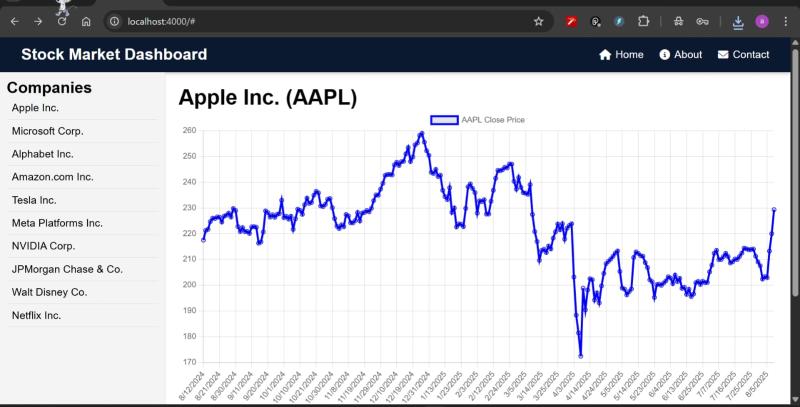 localhost:4000/#
a
Stock Market Dashboard
Home
About
Contact
Companies
Apple Inc.
Microsoft Corp.
Alphabet Inc.
Amazon.com Inc.
Tesla Inc.
Meta Platforms Inc.
NVIDIA Corp.
JPMorgan Chase & Co.
Walt Disney Co.
Netflix Inc.
Apple Inc. (AAPL)
AAPL Close Price
260
250
240
230
220
210
200
190
180
170
8/12/2024
8/21/2024
8/30/2024
9/11/2024
9/20/2024
10/1/2024
10/10/2024
10/21/2024
10/30/2024
11/8/2024
11/19/2024
11/29/2024
12/10/2024
12/19/2024
12/31/2024
1/13/2025
1/23/2025
2/3/2025
2/12/2025
2/24/2025
3/5/2025
3/14/2025
3/25/2025
4/3/2025
4/14/2025
4/24/2025
5/5/2025
5/14/2025
5/23/2025
6/4/2025
6/13/2025
6/25/2025
7/7/2025
7/16/2025
7/25/2025
8/5/2025